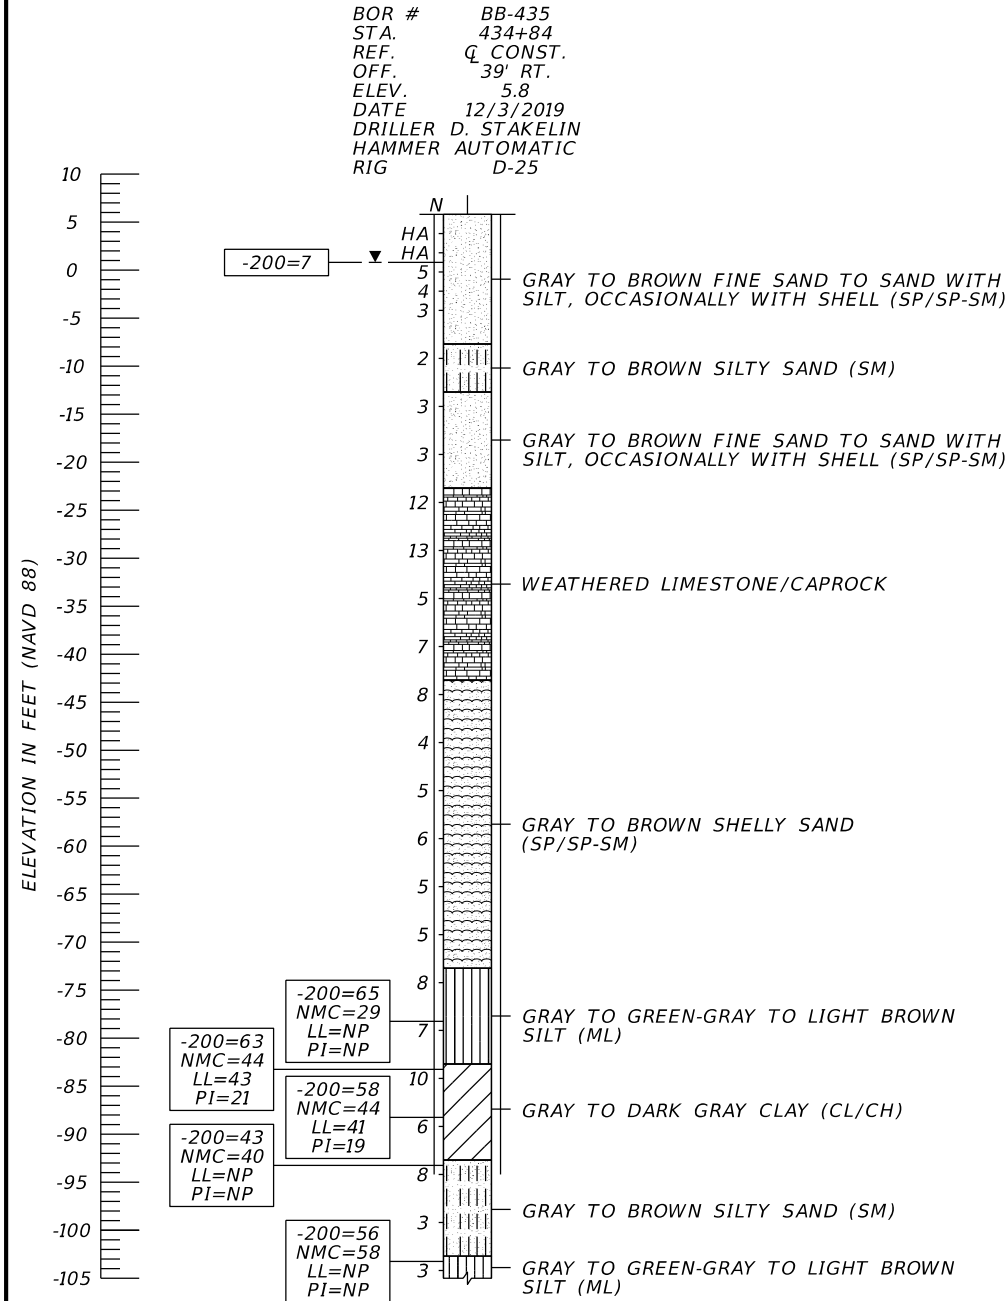 BOR # BB-435
STA. 434+84
REF. ℄ CONST.
OFF. 39' RT.
ELEV. 5.8
DATE 12/3/2019
DRILLER D. STAKELIN
HAMMER AUTOMATIC
RIG D-25
ELEVATION IN FEET (NAVD 88)
10
5
0
-5
-10
-15
-20
-25
-30
-35
-40
-45
-50
-55
-60
-65
-70
-75
-80
-85
-90
-95
-100
-105
N
HA
HA
5
4
3
2
3
3
12
13
5
7
8
4
5
6
5
5
8
7
10
6
8
3
3
-200=7
-200=65
NMC=29
LL=NP
PI=NP
-200=63
NMC=44
LL=43
PI=21
-200=58
NMC=44
LL=41
PI=19
-200=43
NMC=40
LL=NP
PI=NP
-200=56
NMC=58
LL=NP
PI=NP
GRAY TO BROWN FINE SAND TO SAND WITH
SILT, OCCASIONALLY WITH SHELL (SP/SP-SM)
GRAY TO BROWN SILTY SAND (SM)
GRAY TO BROWN FINE SAND TO SAND WITH
SILT, OCCASIONALLY WITH SHELL (SP/SP-SM)
WEATHERED LIMESTONE/CAPROCK
GRAY TO BROWN SHELLY SAND
(SP/SP-SM)
GRAY TO GREEN-GRAY TO LIGHT BROWN
SILT (ML)
GRAY TO DARK GRAY CLAY (CL/CH)
GRAY TO BROWN SILTY SAND (SM)
GRAY TO GREEN-GRAY TO LIGHT BROWN
SILT (ML)